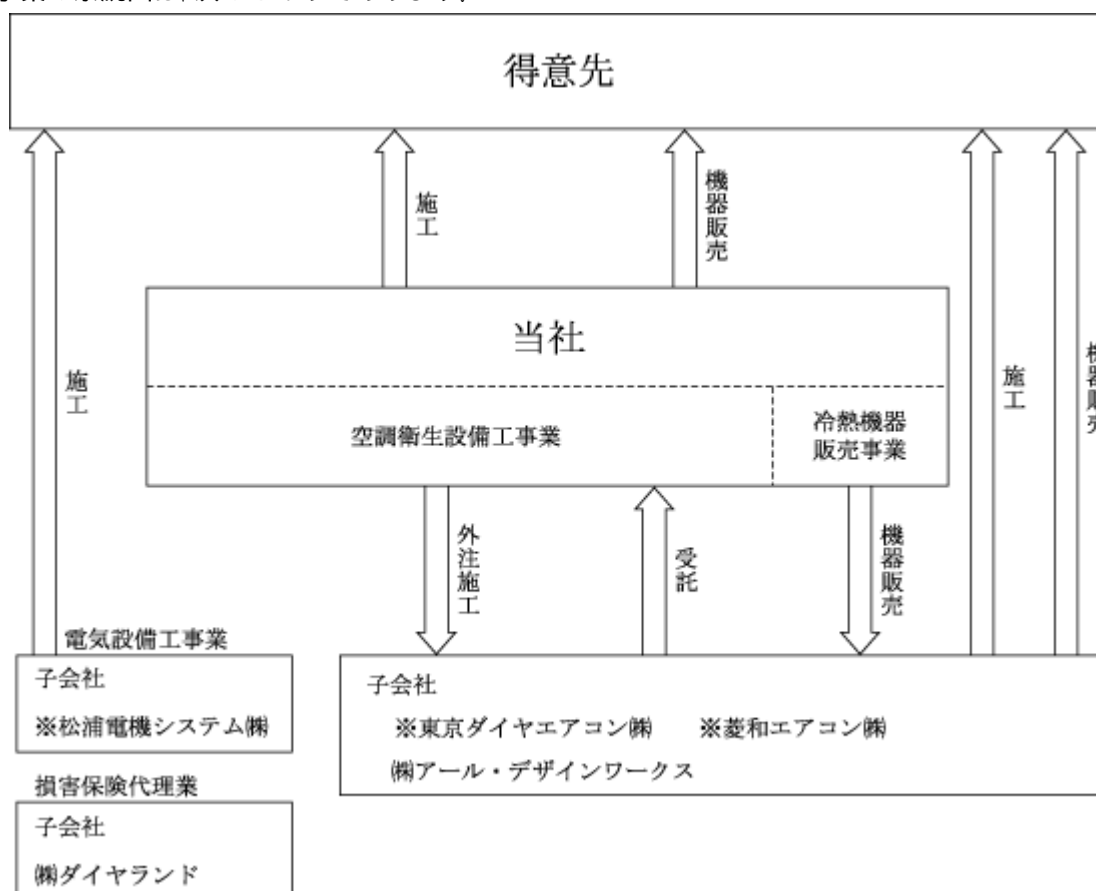 得意先
施工
機器販売
当社
空調衛生設備工事業
冷熱機器
販売事業
施工
施工
機器販売
外注施工
受託
機器販売
電気設備工事業
子会社
※松浦電機システム㈱
子会社
※東京ダイヤエアコン㈱ ※菱和エアコン㈱
㈱アール・デザインワークス
損害保険代理業
子会社
㈱ダイヤランド